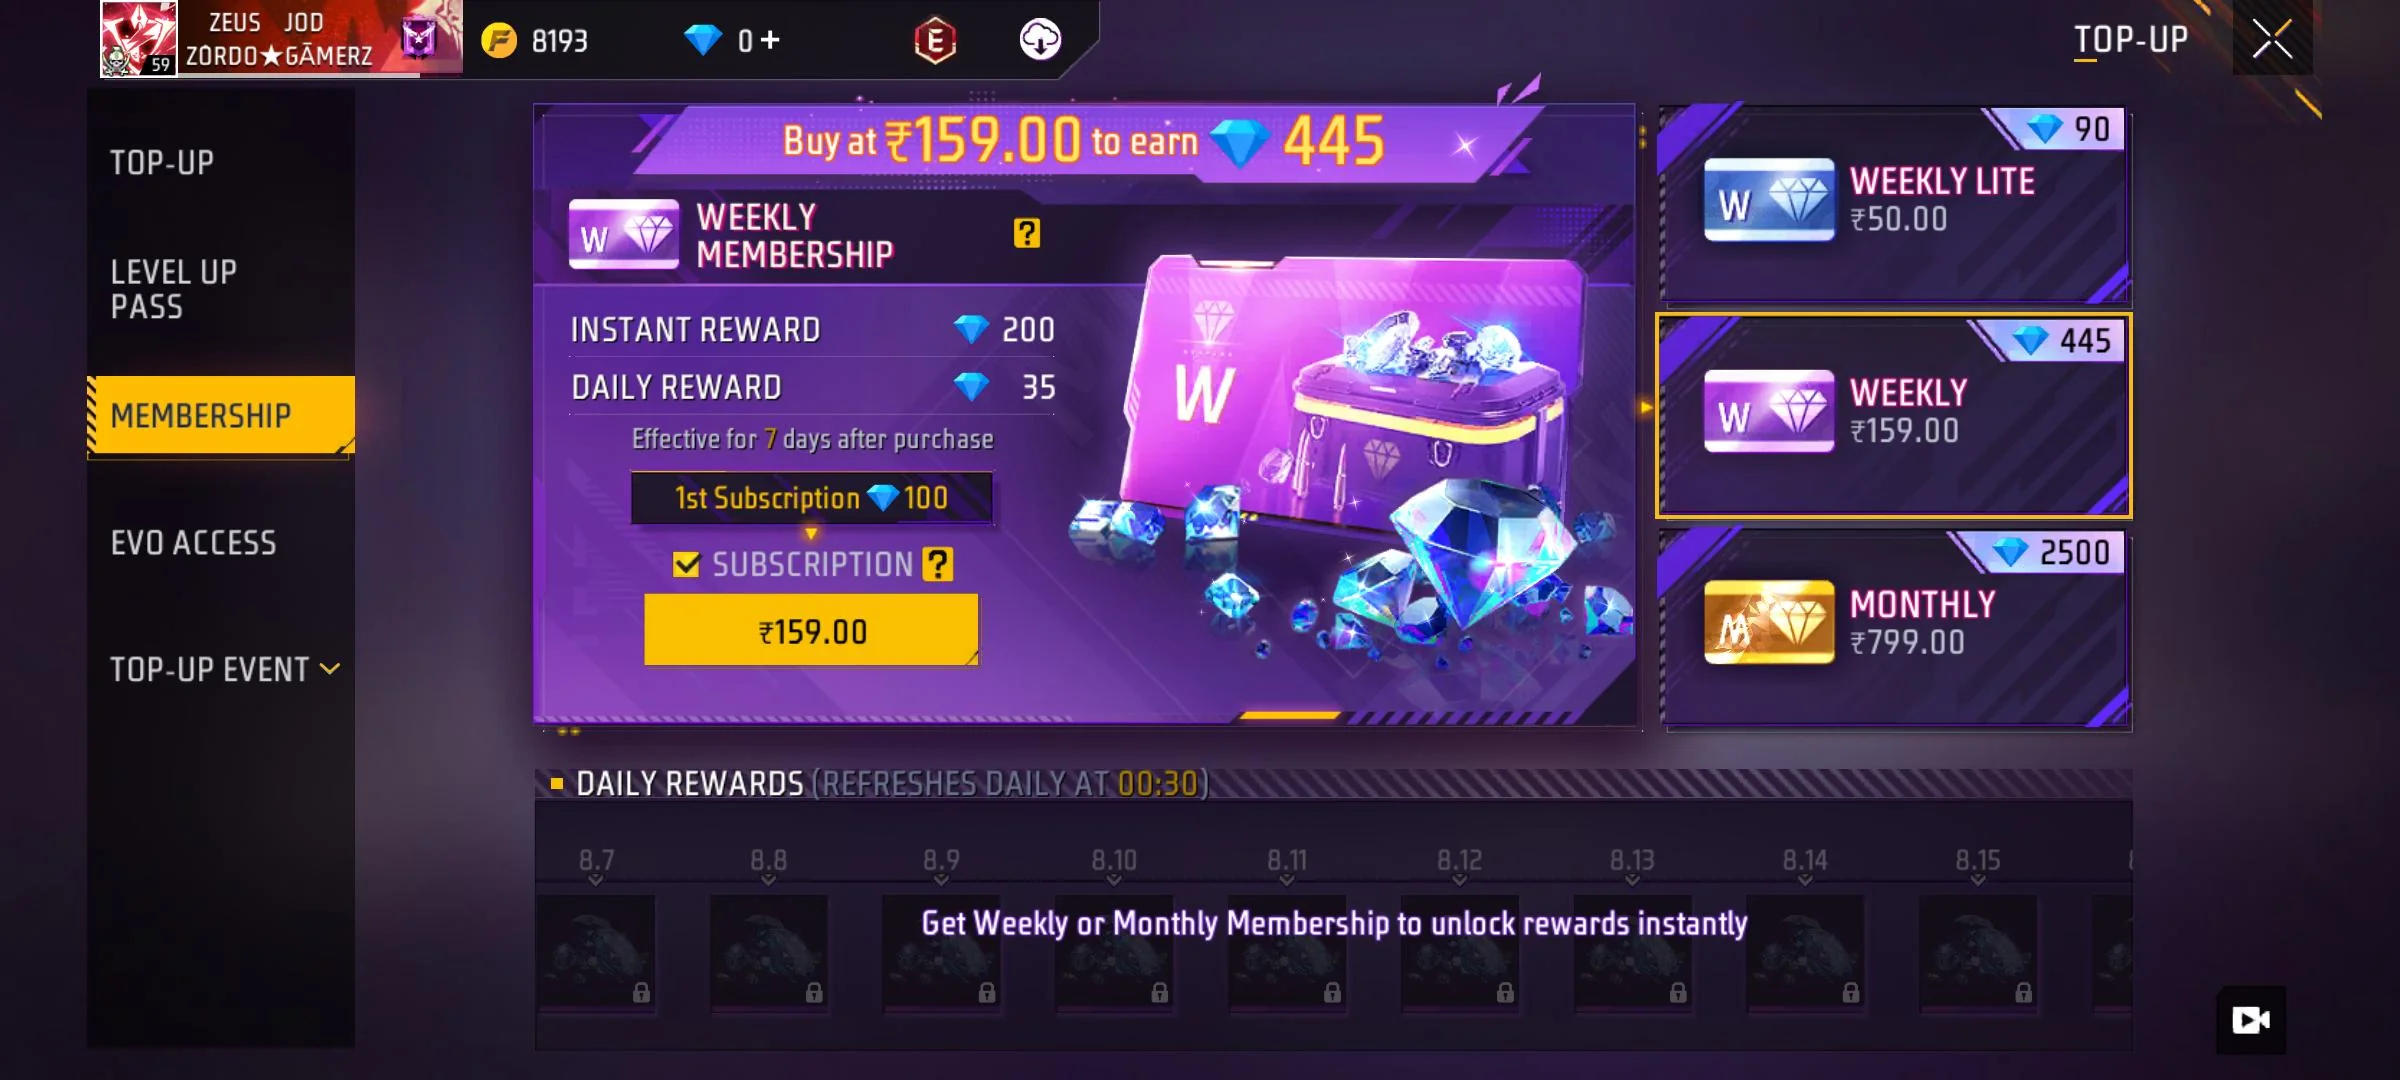 ZEUS JOD
ZORDO★GĀMERZ
59
8193
0+
E
TOP-UP
TOP-UP
LEVEL UP
PASS
MEMBERSHIP
EVO ACCESS
TOP-UP EVENT
Buy at ₹159.00 to earn 445
W
WEEKLY
MEMBERSHIP
?
INSTANT REWARD 200
DAILY REWARD 35
Effective for 7 days after purchase
1st Subscription 100
SUBSCRIPTION ?
₹159.00
W
90
W
WEEKLY LITE
₹50.00
445
W
WEEKLY
₹159.00
2500
M
MONTHLY
₹799.00
DAILY REWARDS (REFRESHES DAILY AT 00:30)
8.7 8.8 8.9 8.10 8.11 8.12 8.13 8.14 8.15
Get Weekly or Monthly Membership to unlock rewards instantly